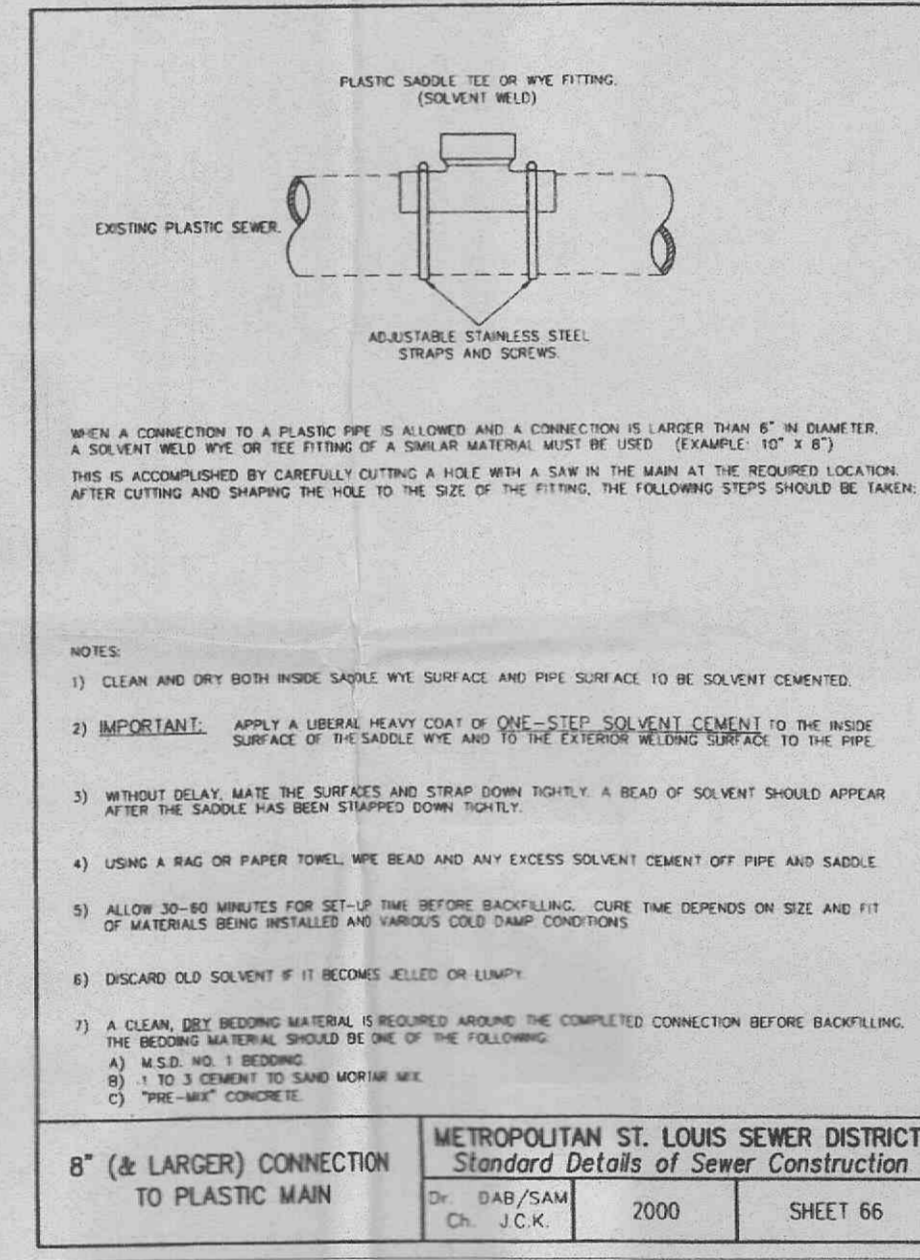 PLASTIC SADDLE TEE OR WYE FITTING.
(SOLVENT WELD)
EXISTING PLASTIC SEWER.
ADJUSTABLE STAINLESS STEEL
STRAPS AND SCREWS.
WHEN A CONNECTION TO A PLASTIC PIPE IS ALLOWED AND A CONNECTION IS LARGER THAN 6" IN DIAMETER,
A SOLVENT WELD WYE OR TEE FITTING OF A SIMILAR MATERIAL MUST BE USED (EXAMPLE: 10" X 8")
THIS IS ACCOMPLISHED BY CAREFULLY CUTTING A HOLE WITH A SAW IN THE MAIN AT THE REQUIRED LOCATION.
AFTER CUTTING AND SHAPING THE HOLE TO THE SIZE OF THE FITTING, THE FOLLOWING STEPS SHOULD BE TAKEN:
NOTES:
1) CLEAN AND DRY BOTH INSIDE SADDLE WYE SURFACE AND PIPE SURFACE TO BE SOLVENT CEMENTED.
2) IMPORTANT: APPLY A LIBERAL HEAVY COAT OF ONE-STEP SOLVENT CEMENT TO THE INSIDE
SURFACE OF THE SADDLE WYE AND TO THE EXTERIOR WELDING SURFACE TO THE PIPE.
3) WITHOUT DELAY, MATE THE SURFACES AND STRAP DOWN TIGHTLY. A BEAD OF SOLVENT SHOULD APPEAR
AFTER THE SADDLE HAS BEEN STRAPPED DOWN TIGHTLY.
4) USING A RAG OR PAPER TOWEL, WIPE BEAD AND ANY EXCESS SOLVENT CEMENT OFF PIPE AND SADDLE
5) ALLOW 30-60 MINUTES FOR SET-UP TIME BEFORE BACKFILLING. CURE TIME DEPENDS ON SIZE AND FIT
OF MATERIALS BEING INSTALLED AND VARIOUS COLD DAMP CONDITIONS
6) DISCARD OLD SOLVENT IF IT BECOMES JELLED OR LUMPY.
7) A CLEAN, DRY BEDDING MATERIAL IS REQUIRED AROUND THE COMPLETED CONNECTION BEFORE BACKFILLING.
THE BEDDING MATERIAL SHOULD BE ONE OF THE FOLLOWING:
A) M.S.D. NO. 1 BEDDING
B) 1 TO 3 CEMENT TO SAND MORTAR MIX.
C) "PRE-MIX" CONCRETE.
8" (& LARGER) CONNECTION
TO PLASTIC MAIN
METROPOLITAN ST. LOUIS SEWER DISTRICT
Standard Details of Sewer Construction
Dr. DAB/SAM
Ch. J.C.K.
2000
SHEET 66